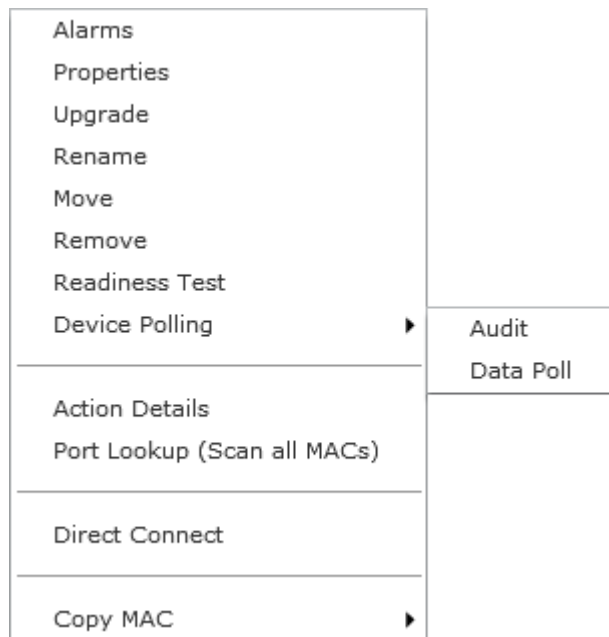 Alarms
Properties
Upgrade
Rename
Move
Remove
Readiness Test
Device Polling
Audit
Data Poll
Action Details
Port Lookup (Scan all MACs)
Direct Connect
Copy MAC